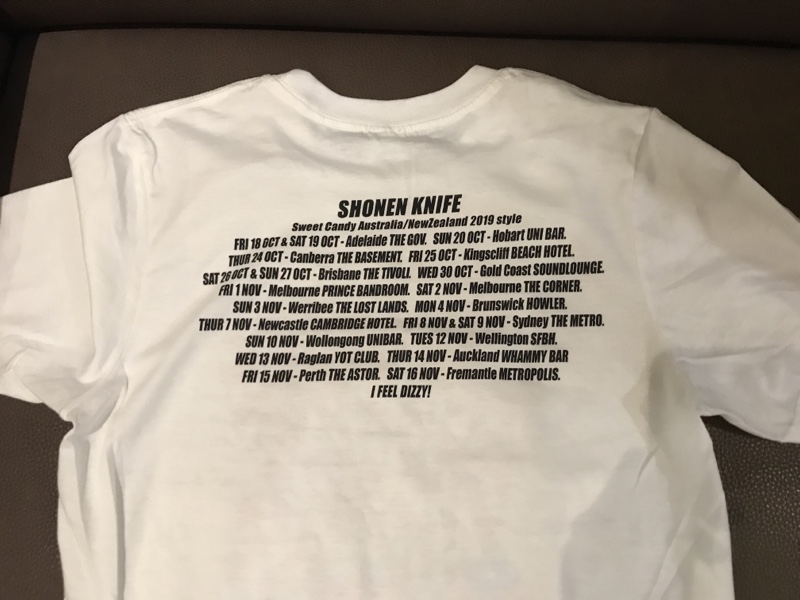 SHONEN KNIFE
Sweet Candy Australia/NewZealand 2019 style
FRI 18 OCT & SAT 19 OCT - Adelaide THE GOV. SUN 20 OCT - Hobart UNI BAR.
THUR 24 OCT - Canberra THE BASEMENT. FRI 25 OCT - Kingscliff BEACH HOTEL.
SAT 26 OCT & SUN 27 OCT - Brisbane THE TIVOLI. WED 30 OCT - Gold Coast SOUNDLOUNGE.
FRI 1 NOV - Melbourne PRINCE BANDROOM. SAT 2 NOV - Melbourne THE CORNER.
SUN 3 NOV - Werribee THE LOST LANDS. MON 4 NOV - Brunswick HOWLER.
THUR 7 NOV - Newcastle CAMBRIDGE HOTEL. FRI 8 NOV & SAT 9 NOV - Sydney THE METRO.
SUN 10 NOV - Wollongong UNIBAR. TUES 12 NOV - Wellington SFBH.
WED 13 NOV - Raglan YOT CLUB. THUR 14 NOV - Auckland WHAMMY BAR
FRI 15 NOV - Perth THE ASTOR. SAT 16 NOV - Fremantle METROPOLIS.
I FEEL DIZZY!